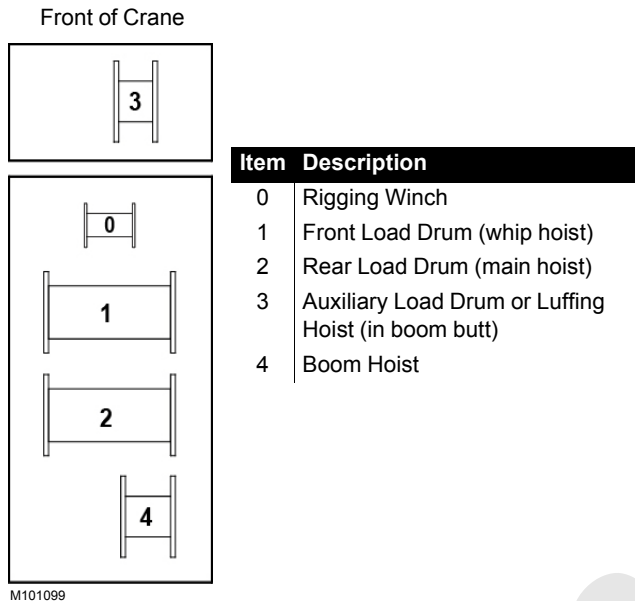 Front of Crane
3
0
1
2
4
M101099
Item Description
0 Rigging Winch
1 Front Load Drum (whip hoist)
2 Rear Load Drum (main hoist)
3 Auxiliary Load Drum or Luffing
Hoist (in boom butt)
4 Boom Hoist